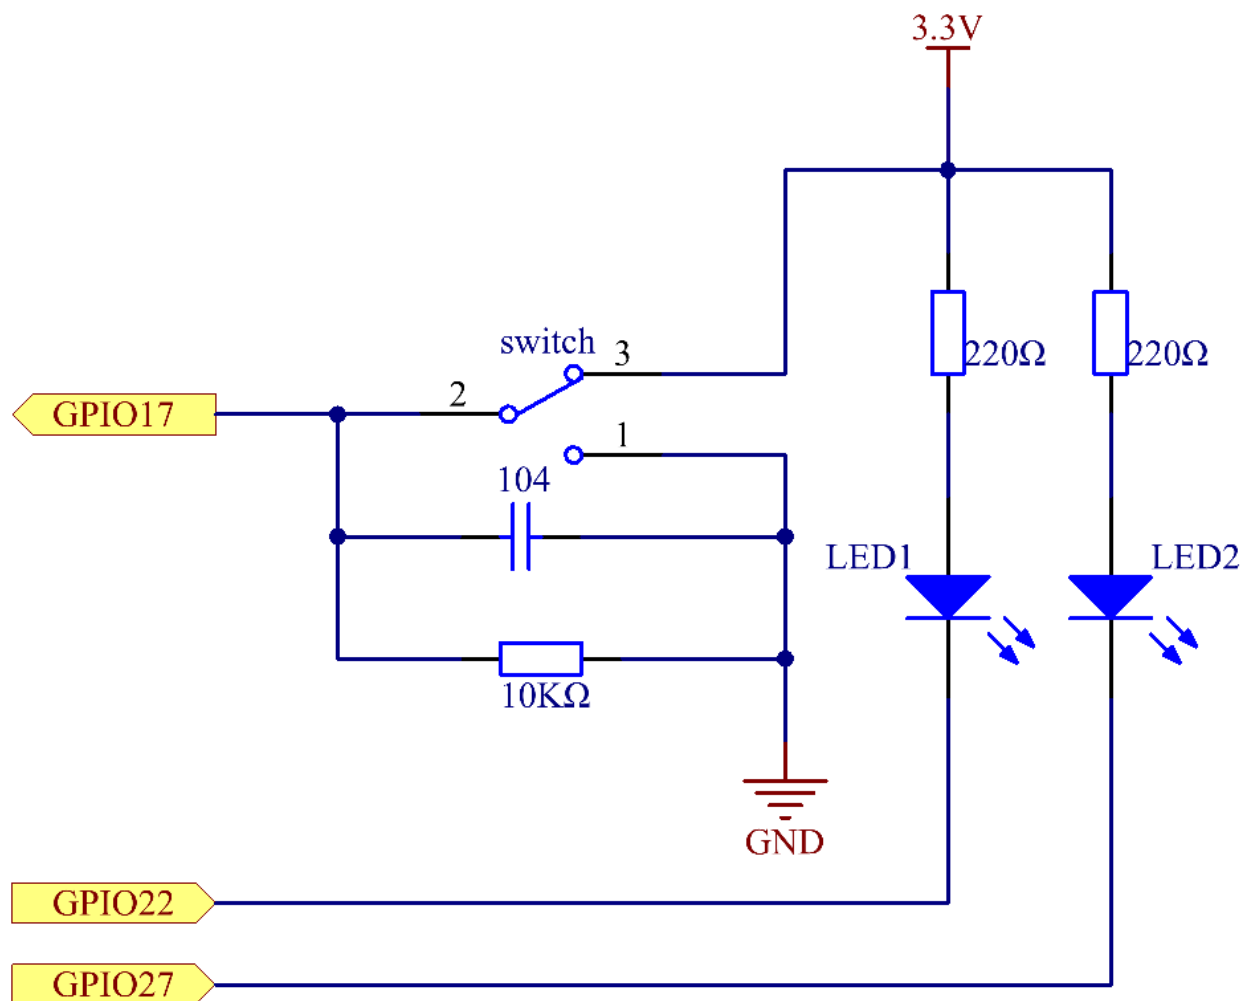 3.3V
switch
3
220Ω
220Ω
2
GPIO17
1
104
LED1
LED2
10KΩ
GND
GPIO22
GPIO27